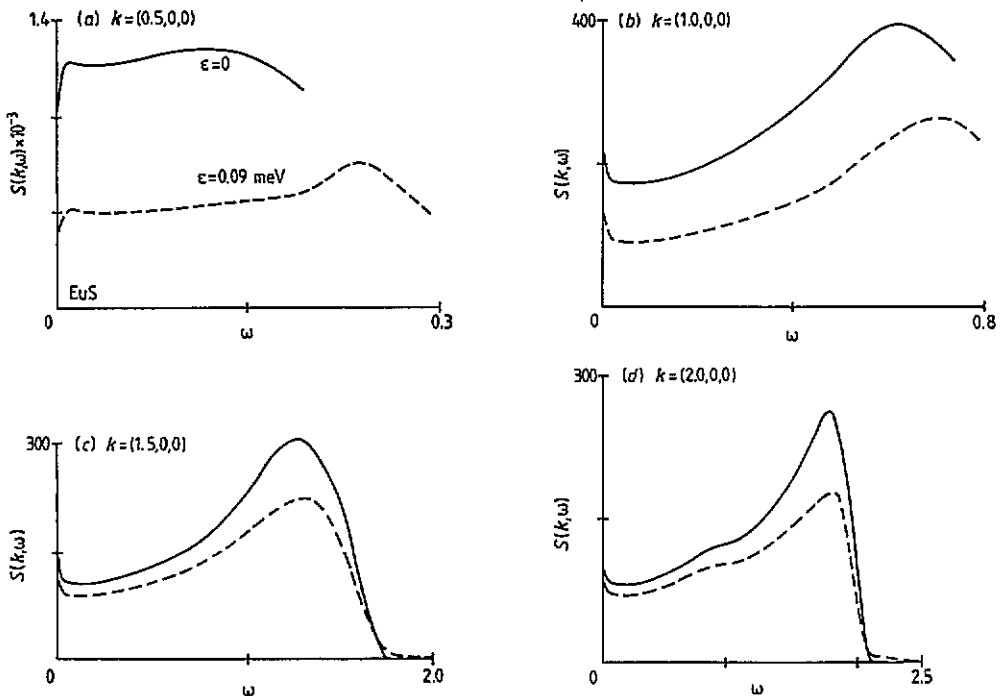 1.4
(a) k=(0.5,0,0)
ε=0
S(k,ω)×10⁻³
ε=0.09 meV
EuS
0
ω
0.3
400
(b) k=(1.0,0,0)
S(k,ω)
0
ω
0.8
300
(c) k=(1.5,0,0)
S(k,ω)
0
ω
2.0
300
(d) k=(2.0,0,0)
S(k,ω)
0
ω
2.5